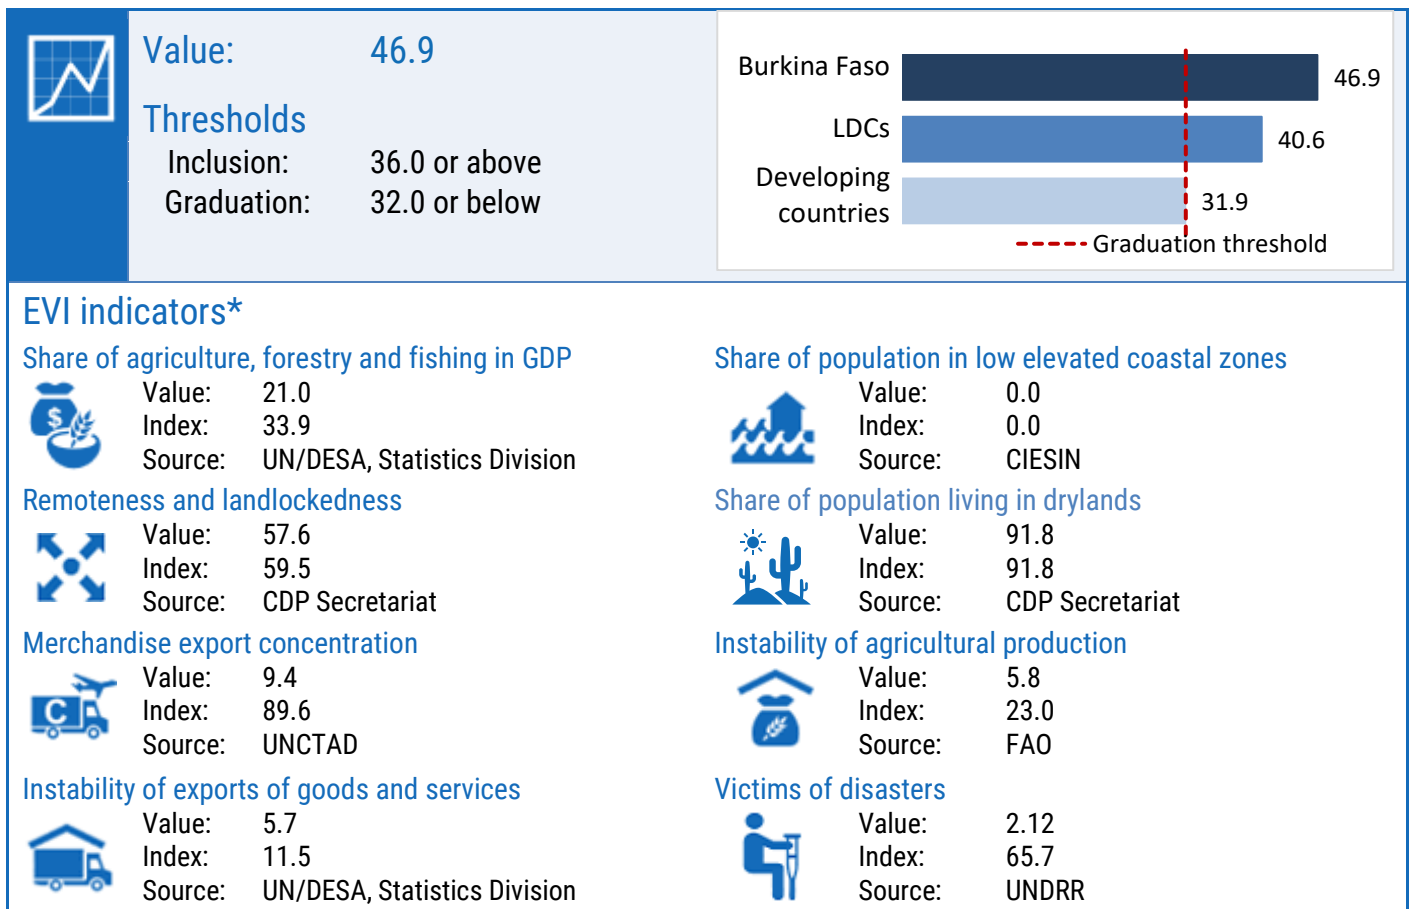 Value: 46.9
Thresholds
Inclusion: 36.0 or above
Graduation: 32.0 or below
Burkina Faso 46.9
LDCs 40.6
Developing
countries 31.9
Graduation threshold
EVI indicators*
Share of agriculture, forestry and fishing in GDP
$
Value: 21.0
Index: 33.9
Source: UN/DESA, Statistics Division
Share of population in low elevated coastal zones
Value: 0.0
Index: 0.0
Source: CIESIN
Remoteness and landlockedness
Value: 57.6
Index: 59.5
Source: CDP Secretariat
Share of population living in drylands
Value: 91.8
Index: 91.8
Source: CDP Secretariat
Merchandise export concentration
C
Value: 9.4
Index: 89.6
Source: UNCTAD
Instability of agricultural production
Value: 5.8
Index: 23.0
Source: FAO
Instability of exports of goods and services
Value: 5.7
Index: 11.5
Source: UN/DESA, Statistics Division
Victims of disasters
Value: 2.12
Index: 65.7
Source: UNDRR